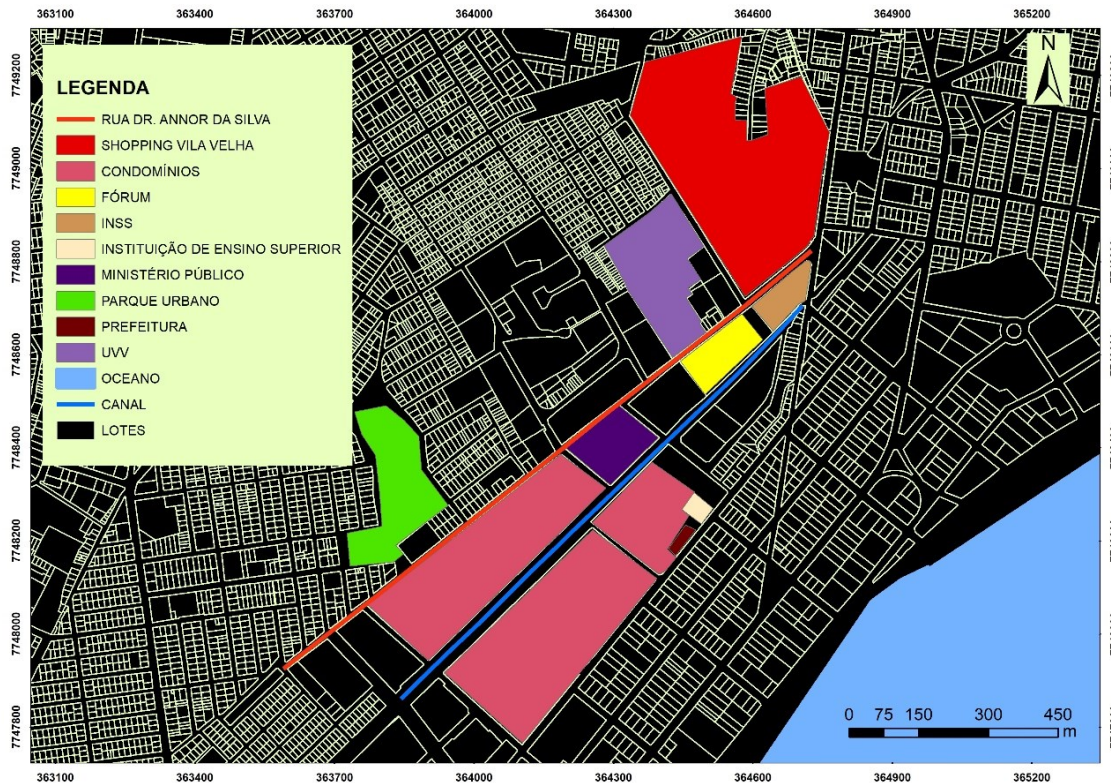 363100 363400 363700 364000 364300 364600 364900 365200
7749200
7749000
7748800
7748600
7748400
7748200
7748000
7747800
LEGENDA
RUA DR. ANNOR DA SILVA
SHOPPING VILA VELHA
CONDOMÍNIOS
FÓRUM
INSS
INSTITUIÇÃO DE ENSINO SUPERIOR
MINISTÉRIO PÚBLICO
PARQUE URBANO
PREFEITURA
UVV
OCEANO
CANAL
LOTES
N
0 75 150 300 450
m
363100 363400 363700 364000 364300 364600 364900 365200